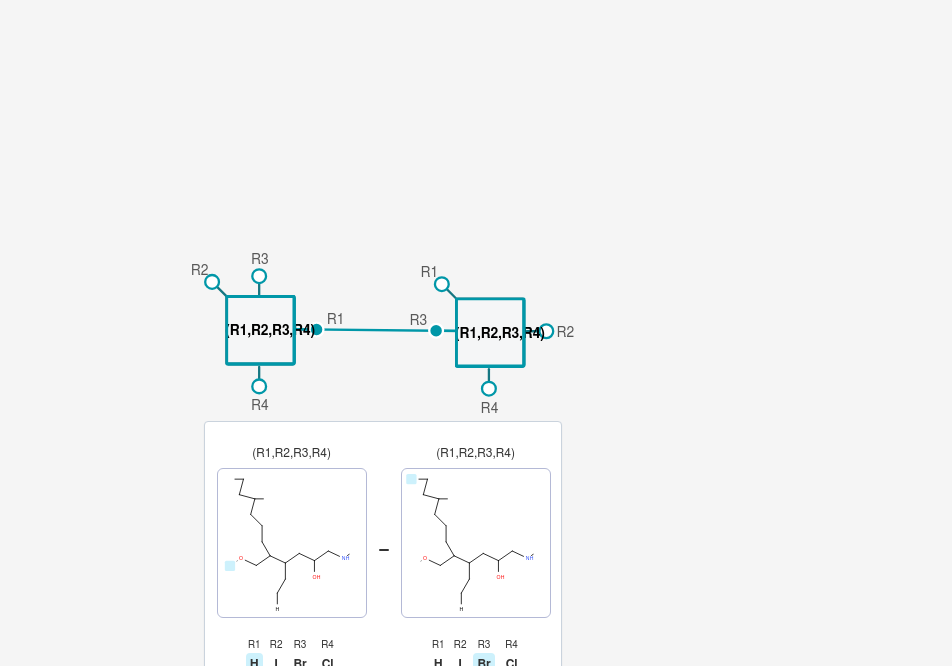 R3
R2
R1
(R1,R2,R3,R4)
R1
R3
(R1,R2,R3,R4)
R2
R4
R4
(R1,R2,R3,R4) (R1,R2,R3,R4)
O NH O NH
OH OH
H H
R1 R2 R3 R4 R1 R2 R3 R4
H I Br Cl H I Br Cl